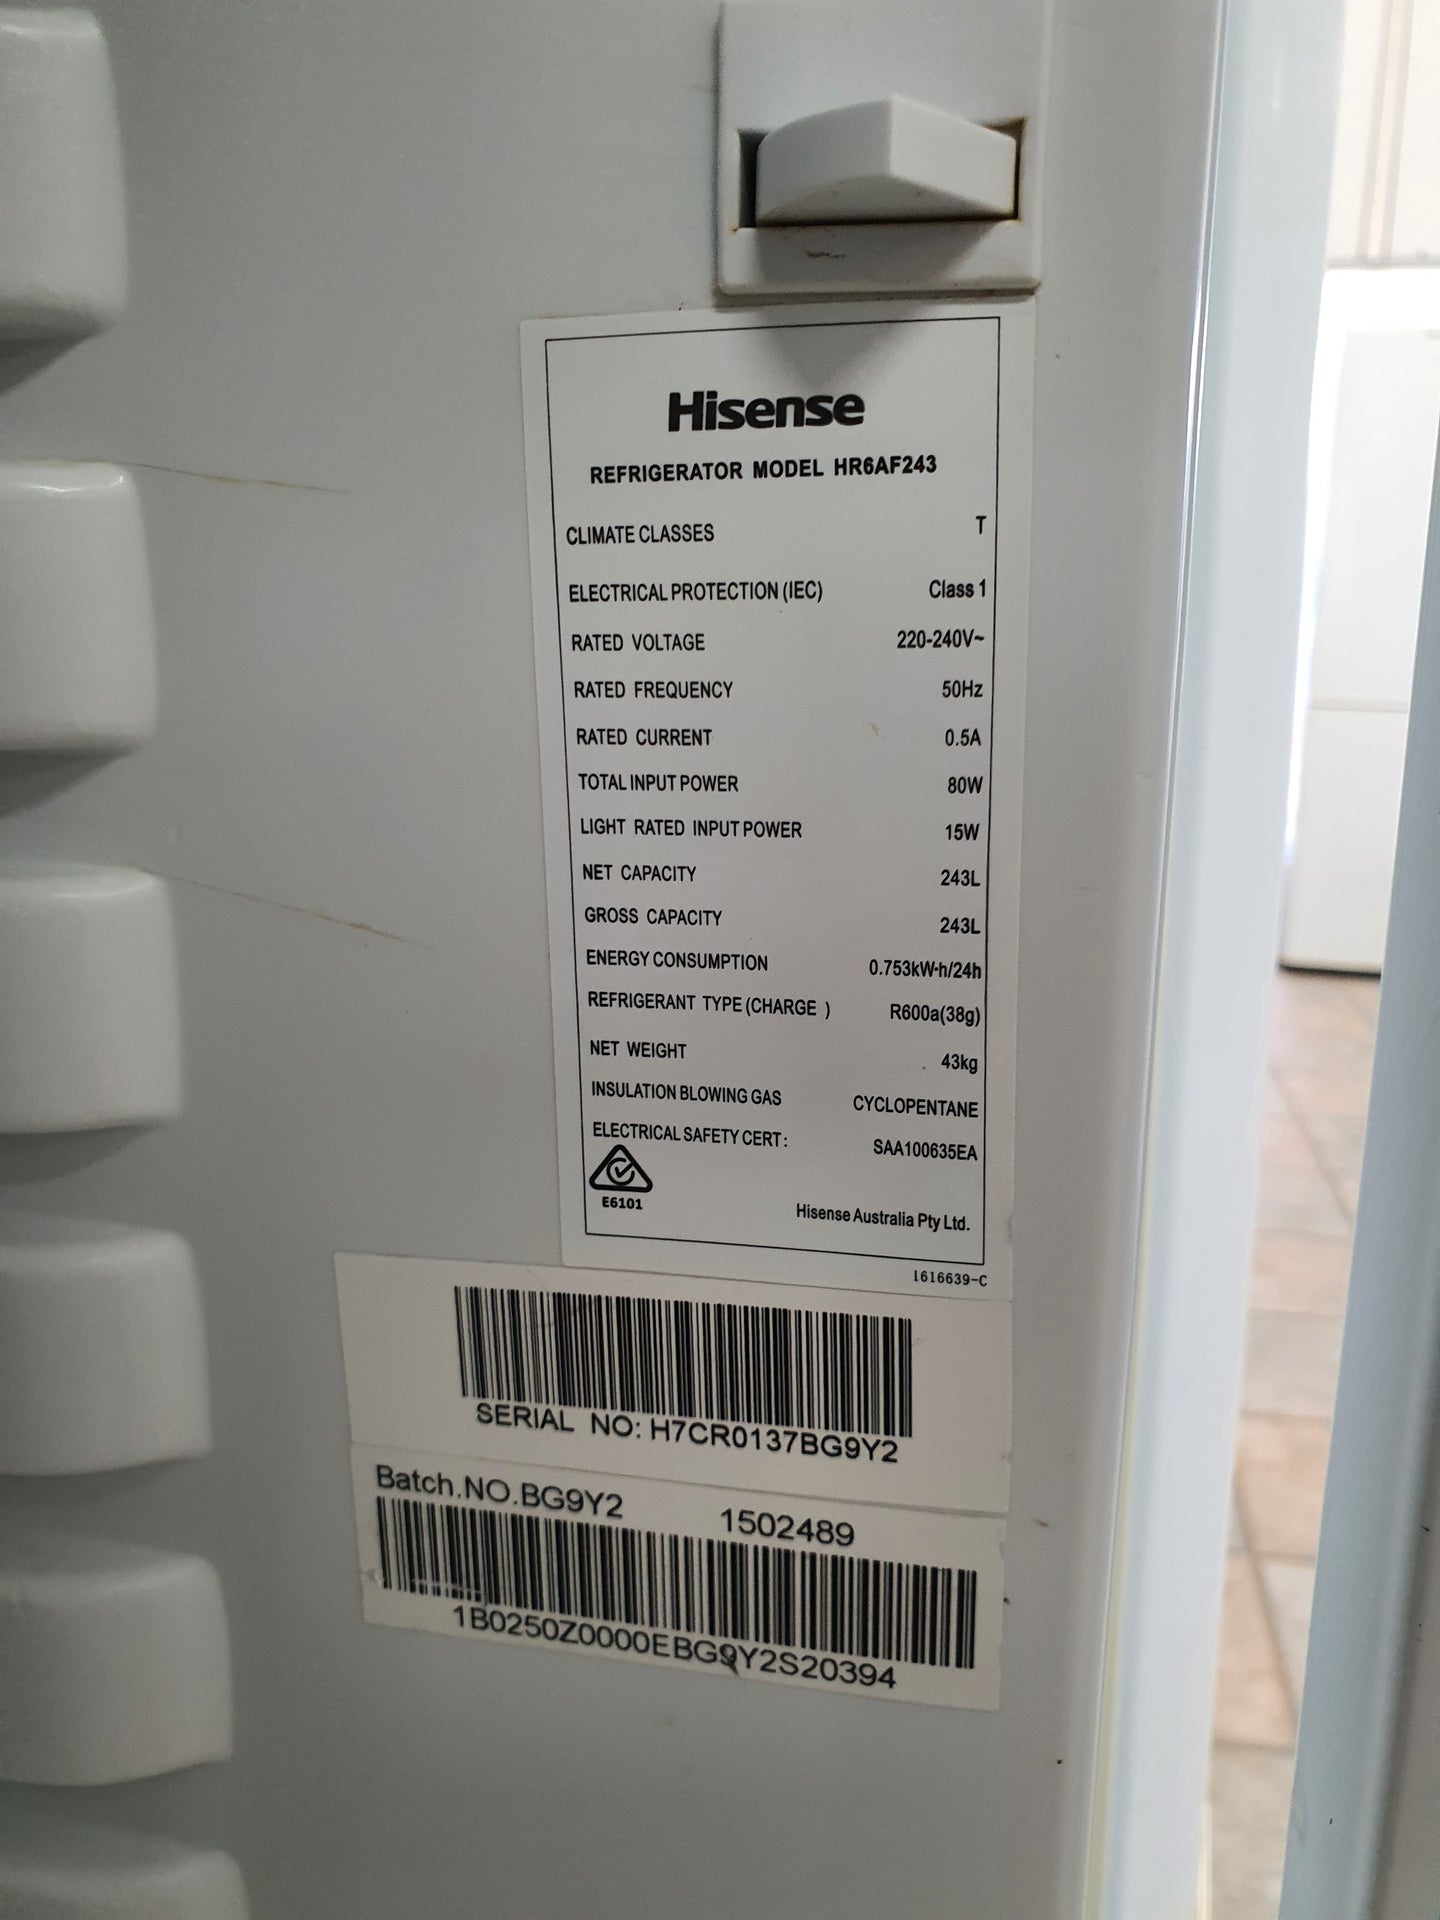 Hisense
REFRIGERATOR MODEL HR6AF243
CLIMATE CLASSES T
ELECTRICAL PROTECTION (IEC) Class 1
RATED VOLTAGE 220-240V~
RATED FREQUENCY 50Hz
RATED CURRENT 0.5A
TOTAL INPUT POWER 80W
LIGHT RATED INPUT POWER 15W
NET CAPACITY 243L
GROSS CAPACITY 243L
ENERGY CONSUMPTION 0.753kW·h/24h
REFRIGERANT TYPE (CHARGE ) R600a(38g)
NET WEIGHT 43kg
INSULATION BLOWING GAS CYCLOPENTANE
ELECTRICAL SAFETY CERT: SAA100635EA
E6101
Hisense Australia Pty Ltd.
1616639-C
SERIAL NO: H7CR0137BG9Y2
Batch.NO.BG9Y2 1502489
1B0250Z0000EBG9Y2S20394